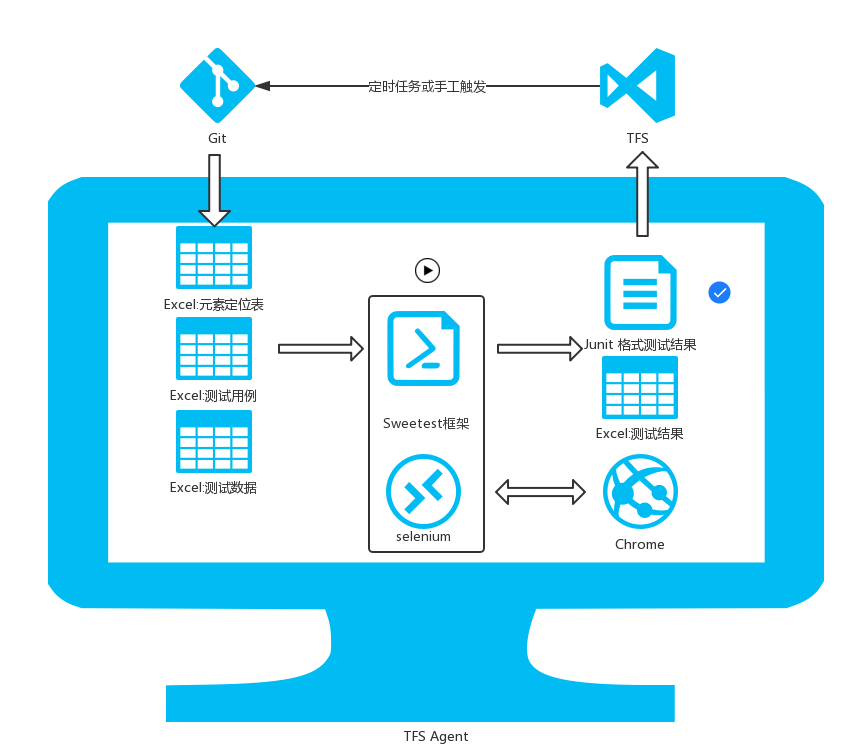 定时任务或手工触发
Git
TFS
Excel:元素定位表
Excel:测试用例
Excel:测试数据
Sweetest框架
selenium
Junit 格式测试结果
Excel:测试结果
Chrome
TFS Agent